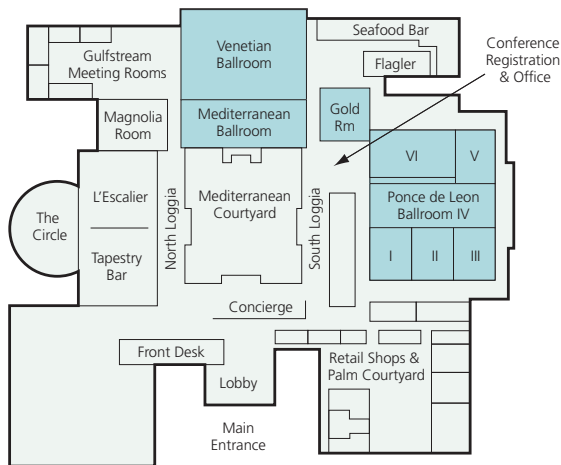 Venetian
Ballroom
Seafood Bar
Conference
Registration
& Office
Gulfstream
Meeting Rooms
Flagler
Magnolia
Room
Mediterranean
Ballroom
Gold
Rm
VI
V
L'Escalier
Mediterranean
Courtyard
North Loggia
South Loggia
Ponce de Leon
Ballroom IV
The
Circle
Tapestry
Bar
I
II
III
Concierge
Front Desk
Retail Shops &
Palm Courtyard
Lobby
Main
Entrance